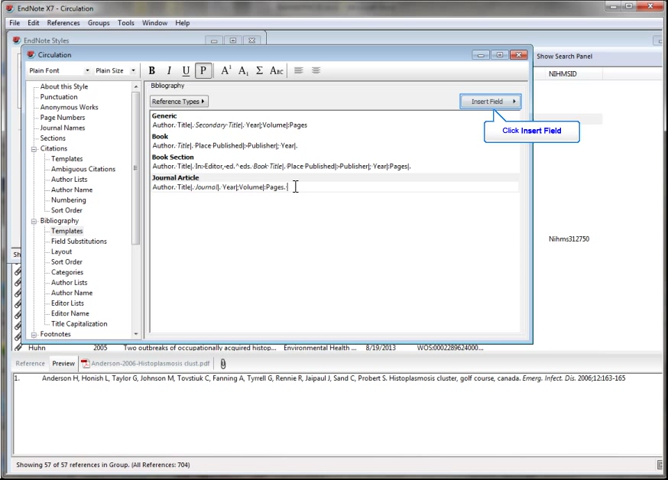 EndNote X7 - Circulation
File Edit References Groups Tools Window Help
EndNote Styles
Show Search Panel
Circulation
Plain Font Plain Size B I U P A¹ A₁ Σ Abc
NIHMSID
About this Style
Punctuation
Anonymous Works
Page Numbers
Journal Names
Sections
Citations
Templates
Ambiguous Citations
Author Lists
Author Name
Numbering
Sort Order
Bibliography
Templates
Field Substitutions
Layout
Sort Order
Categories
Author Lists
Author Name
Editor Lists
Editor Name
Title Capitalization
Footnotes
Bibliography
Reference Types
Insert Field
Click Insert Field
Generic
Author. Title|. Secondary Title|. Year|;Volume|:Pages
Book
Author. Title|. Place Published|:Publisher|; Year|.
Book Section
Author. Title|. In:·Editor,·ed.^eds. Book·Title|. Place Published|:·Publisher|; Year|:Pages|.
Journal Article
Author. Title|. Journal|. Year|;Volume|:Pages.
Nihms312750
Huhn 2005 Two outbreaks of occupationally acquired histop... Environmental Health ... 8/19/2013 WOS:0002289624000...
Reference Preview Anderson-2006-Histoplasmosis clust.pdf
1. Anderson H, Honish L, Taylor G, Johnson M, Tovstiuk C, Fanning A, Tyrrell G, Rennie R, Jaipaul J, Sand C, Probert S. Histoplasmosis cluster, golf course, canada. Emerg. Infect. Dis. 2006;12:163-165
Showing 57 of 57 references in Group. (All References: 704)